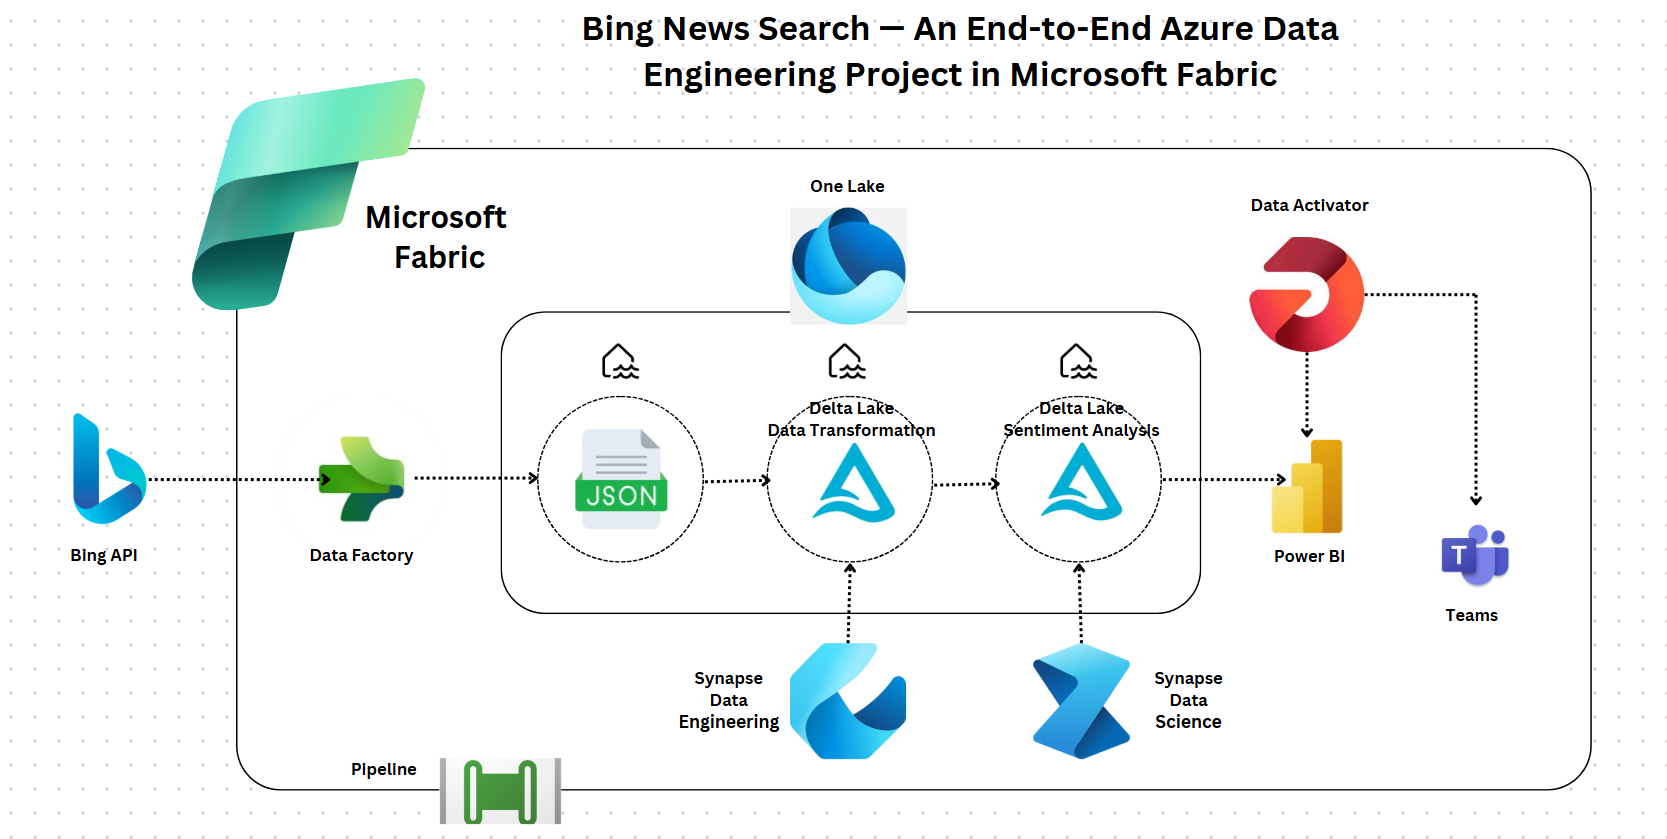 Bing News Search — An End-to-End Azure Data
Engineering Project in Microsoft Fabric
Microsoft
Fabric
One Lake
Data Activator
Delta Lake
Data Transformation
Delta Lake
Sentiment Analysis
JSON
Bing API
Data Factory
Power BI
T
Teams
Synapse
Data
Engineering
Synapse
Data
Science
Pipeline